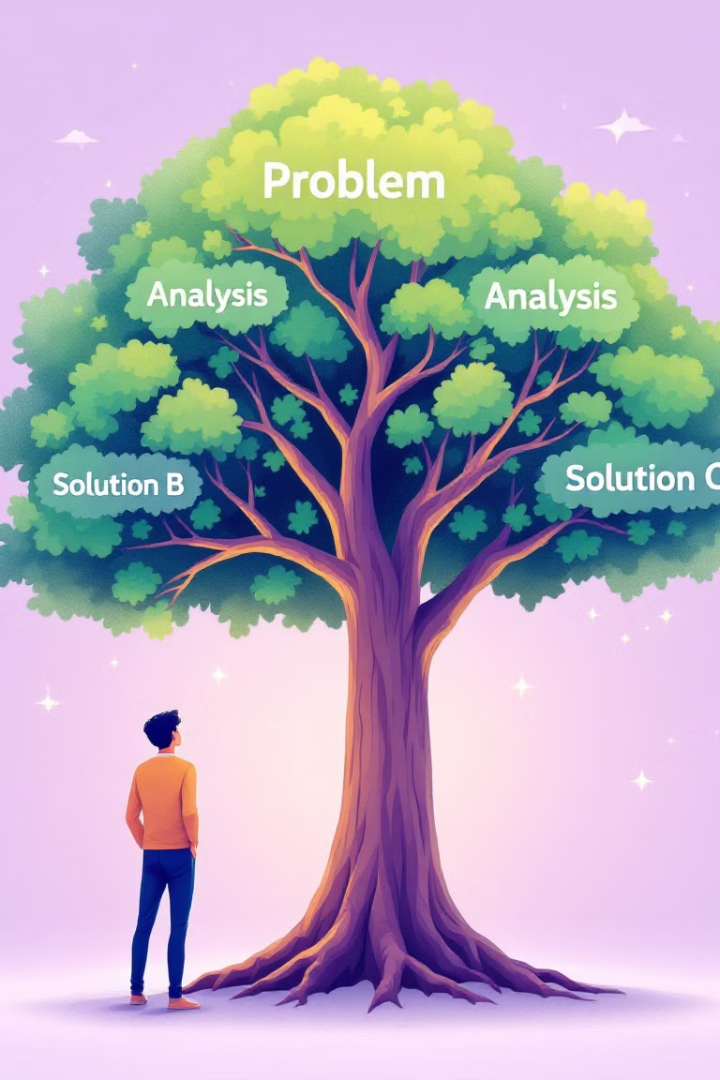 Problem
Analysis
Analysis
Solution B
Solution C